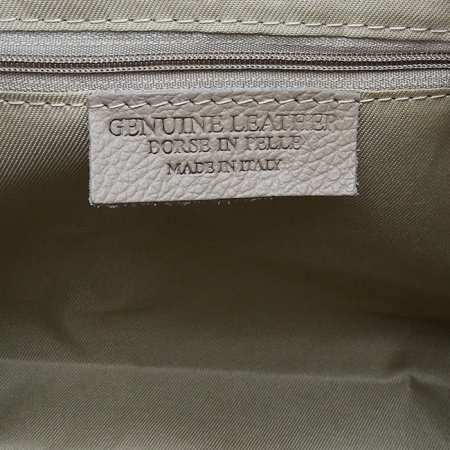 GENUINE LEATHER
BORSE IN PELLE
MADE IN ITALY